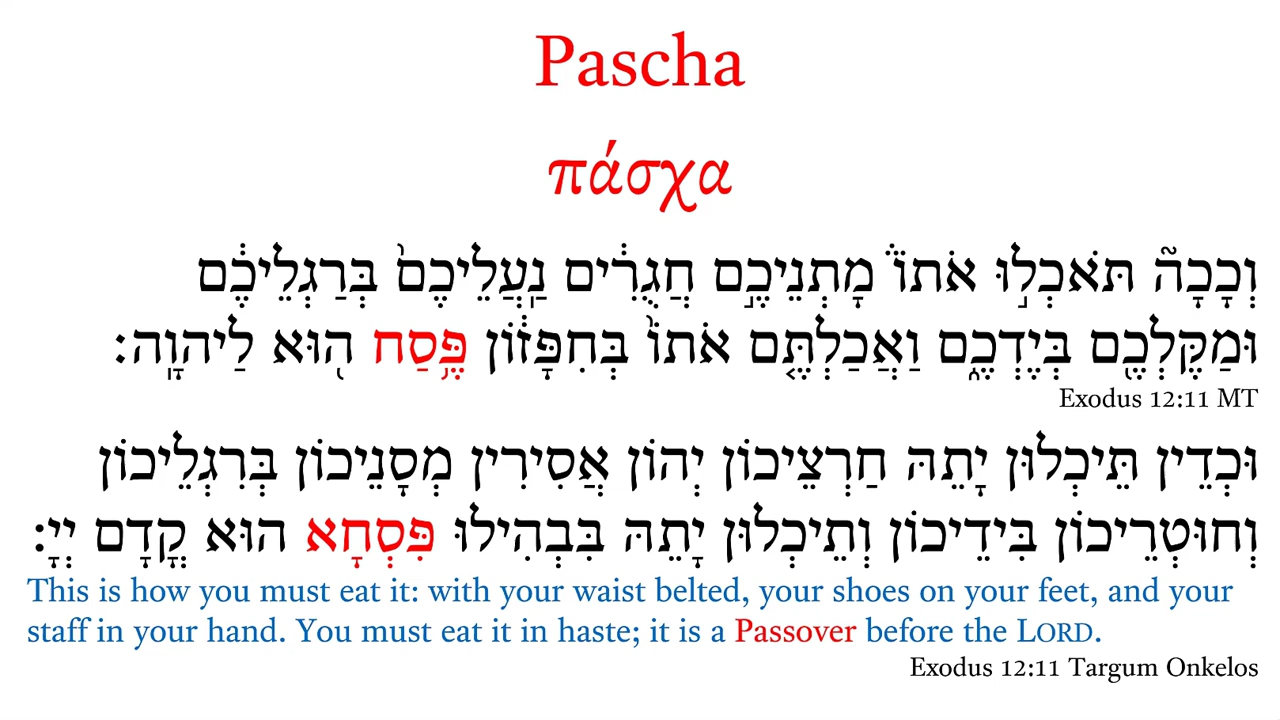 Pascha
πάσχα
וְכָכָה֮ תֹּאכְל֣וּ אֹתוֹ֒ מָתְנֵיכֶ֣ם חֲגֻרִ֔ים נַֽעֲלֵיכֶם֙ בְּרַגְלֵיכֶ֔ם
וּמַקֶּלְכֶ֖ם בְּיֶדְכֶ֑ם וַאֲכַלְתֶּ֤ם אֹתוֹ֙ בְּחִפָּז֔וֹן פֶּ֥סַח ה֖וּא לַיהוָֽה׃
Exodus 12:11 MT
וּכְדֵין תֵּיכְלוּן יָתֵהּ חַרְצֵיכוֹן יְהוֹן אֲסִירִין מְסָנֵיכוֹן בְּרִגְלֵיכוֹן
וְחוּטְרֵיכוֹן בִּידֵיכוֹן וְתֵיכְלוּן יָתֵהּ בִּבְהִילוּ פִּסְחָא הוּא קֳדָם יְיָ׃
This is how you must eat it: with your waist belted, your shoes on your feet, and your
staff in your hand. You must eat it in haste; it is a Passover before the LORD.
Exodus 12:11 Targum Onkelos